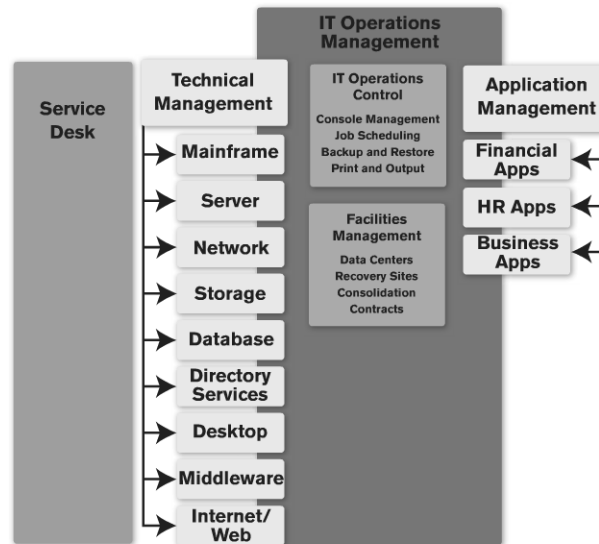 IT Operations
Management
Service
Desk
Technical
Management
Mainframe
Server
Network
Storage
Database
Directory
Services
Desktop
Middleware
Internet/
Web
IT Operations
Control
Console Management
Job Scheduling
Backup and Restore
Print and Output
Facilities
Management
Data Centers
Recovery Sites
Consolidation
Contracts
Application
Management
Financial
Apps
HR Apps
Business
Apps